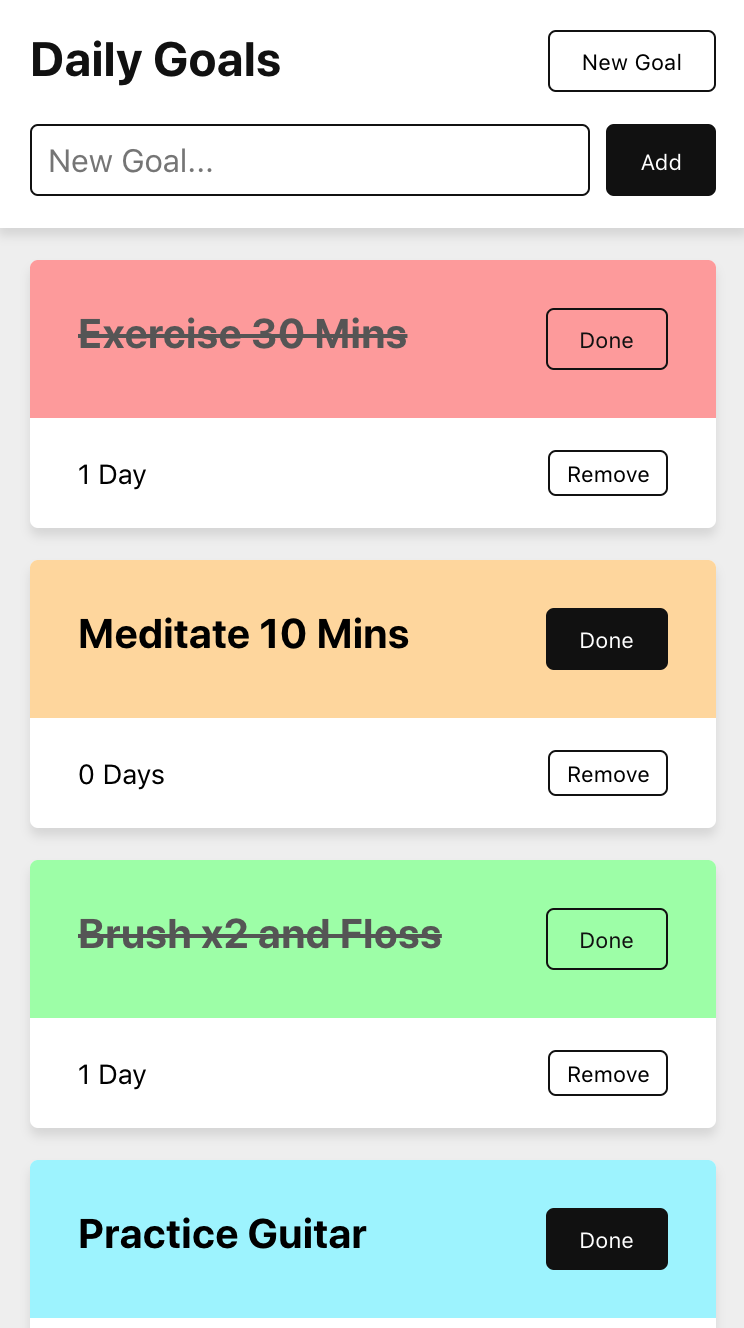 Daily Goals
New Goal
New Goal...
Add
Exercise 30 Mins
Done
1 Day
Remove
Meditate 10 Mins
Done
0 Days
Remove
Brush x2 and Floss
Done
1 Day
Remove
Practice Guitar
Done